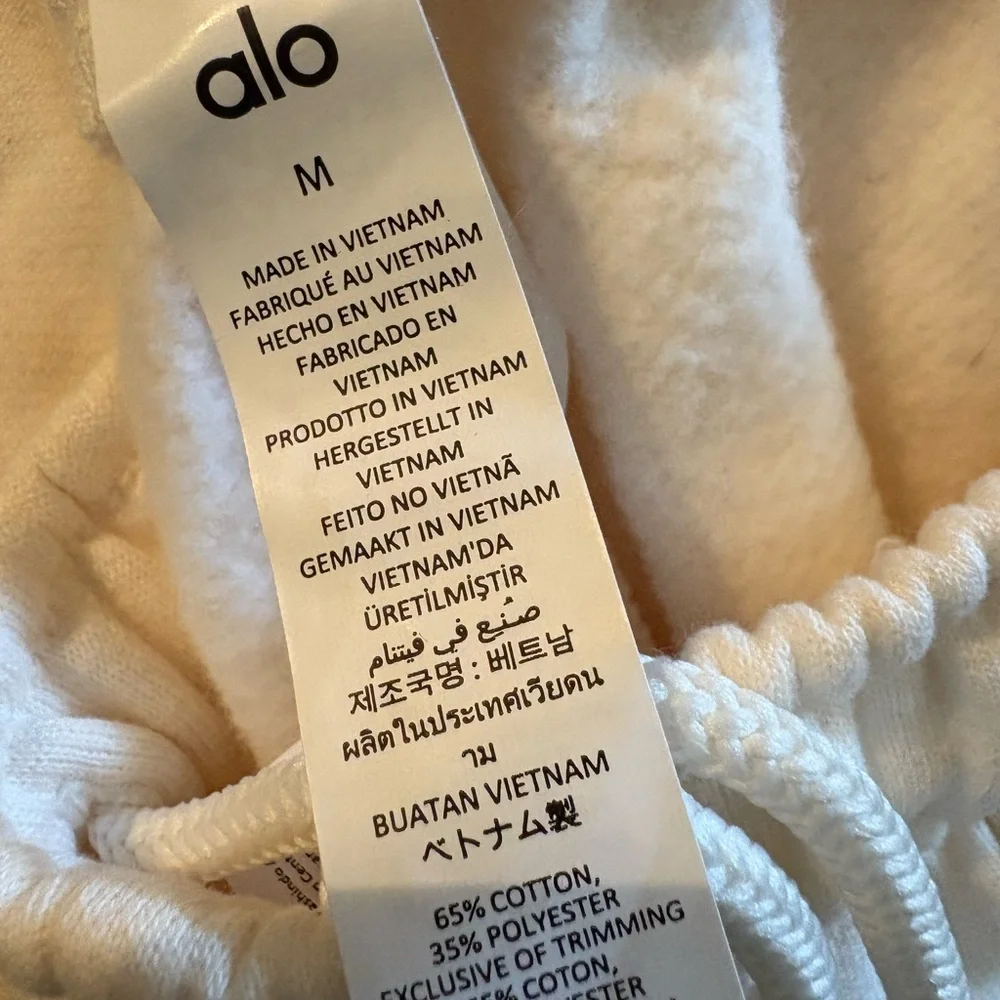 alo
M
MADE IN VIETNAM
FABRIQUÉ AU VIETNAM
HECHO EN VIETNAM
FABRICADO EN
VIETNAM
PRODOTTO IN VIETNAM
HERGESTELLT IN
VIETNAM
FEITO NO VIETNÃ
GEMAAKT IN VIETNAM
VIETNAM'DA
ÜRETİLMİŞTİR
صُنع في فيتنام
제조국명 : 베트남
ผลิตในประเทศเวียดน
าม
BUATAN VIETNAM
ベトナム製
65% COTTON,
35% POLYESTER
EXCLUSIVE OF TRIMMING
COTON,